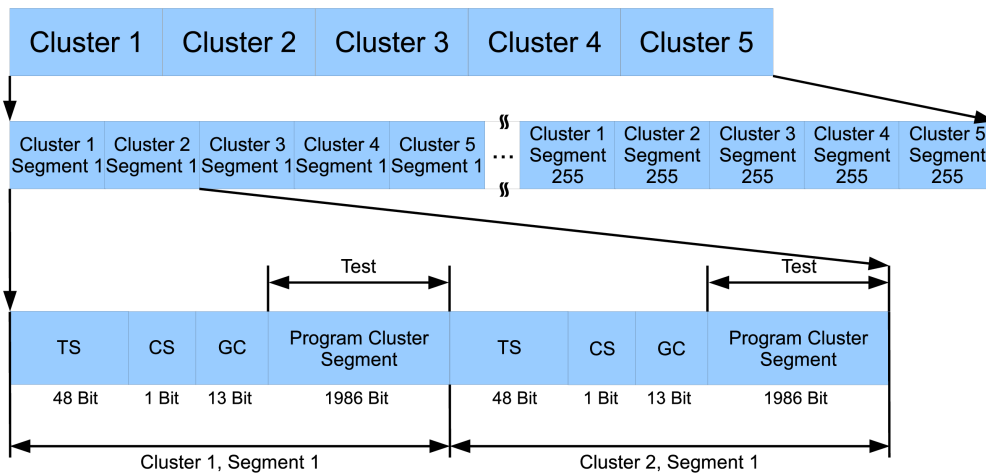 Cluster 1 Cluster 2 Cluster 3 Cluster 4 Cluster 5
Cluster 1 Segment 1
Cluster 2 Segment 1
Cluster 3 Segment 1
Cluster 4 Segment 1
Cluster 5 Segment 1
...
Cluster 1 Segment 255
Cluster 2 Segment 255
Cluster 3 Segment 255
Cluster 4 Segment 255
Cluster 5 Segment 255
Test Test
TS CS GC Program Cluster Segment TS CS GC Program Cluster Segment
48 Bit 1 Bit 13 Bit 1986 Bit 48 Bit 1 Bit 13 Bit 1986 Bit
Cluster 1, Segment 1 Cluster 2, Segment 1